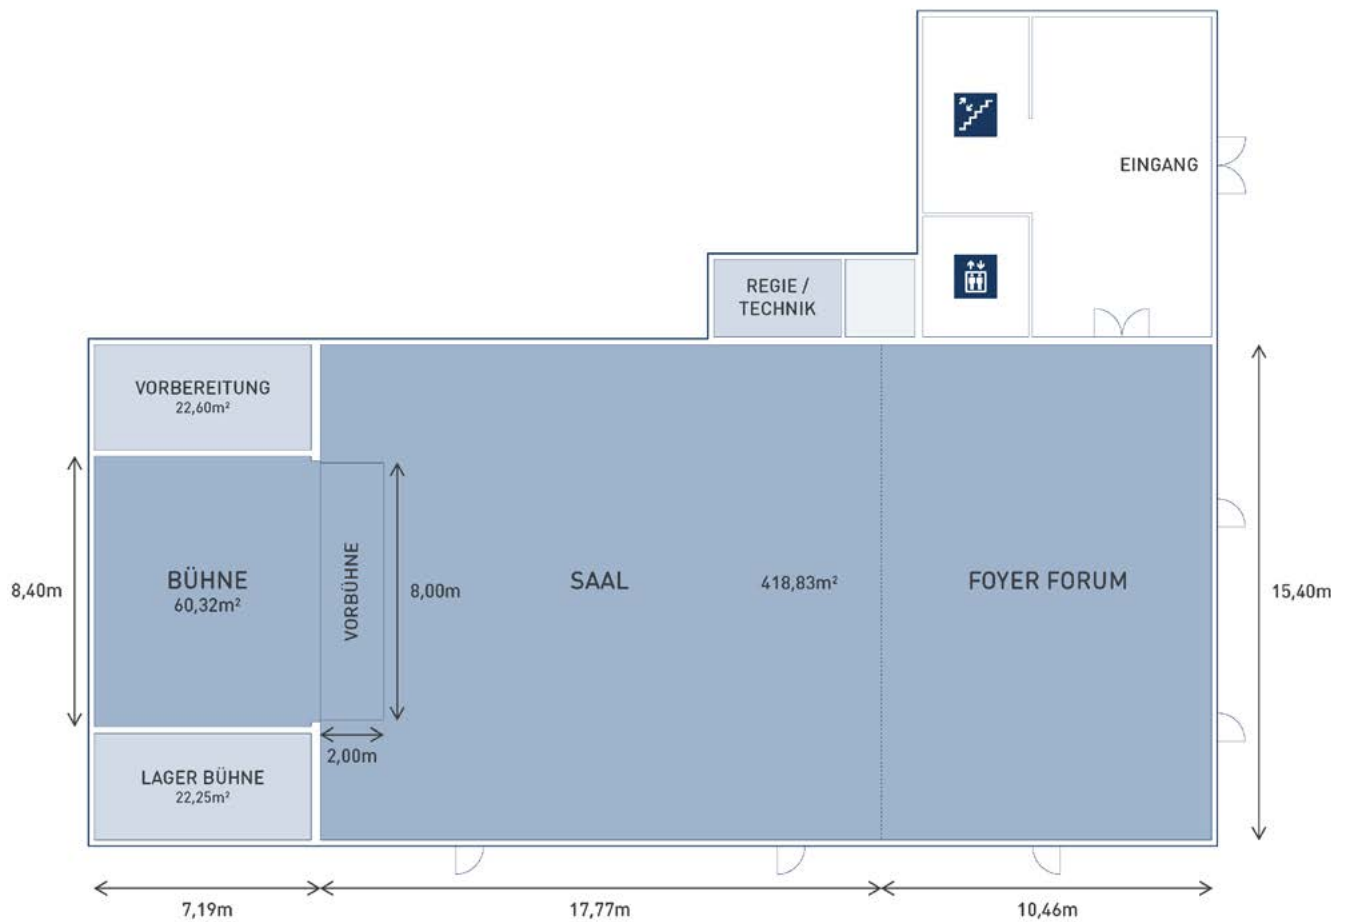 EINGANG
REGIE /
TECHNIK
VORBEREITUNG
22,60m²
8,40m
BÜHNE
60,32m²
VORBÜHNE
8,00m
2,00m
SAAL
418,83m²
FOYER FORUM
15,40m
LAGER BÜHNE
22,25m²
7,19m
17,77m
10,46m